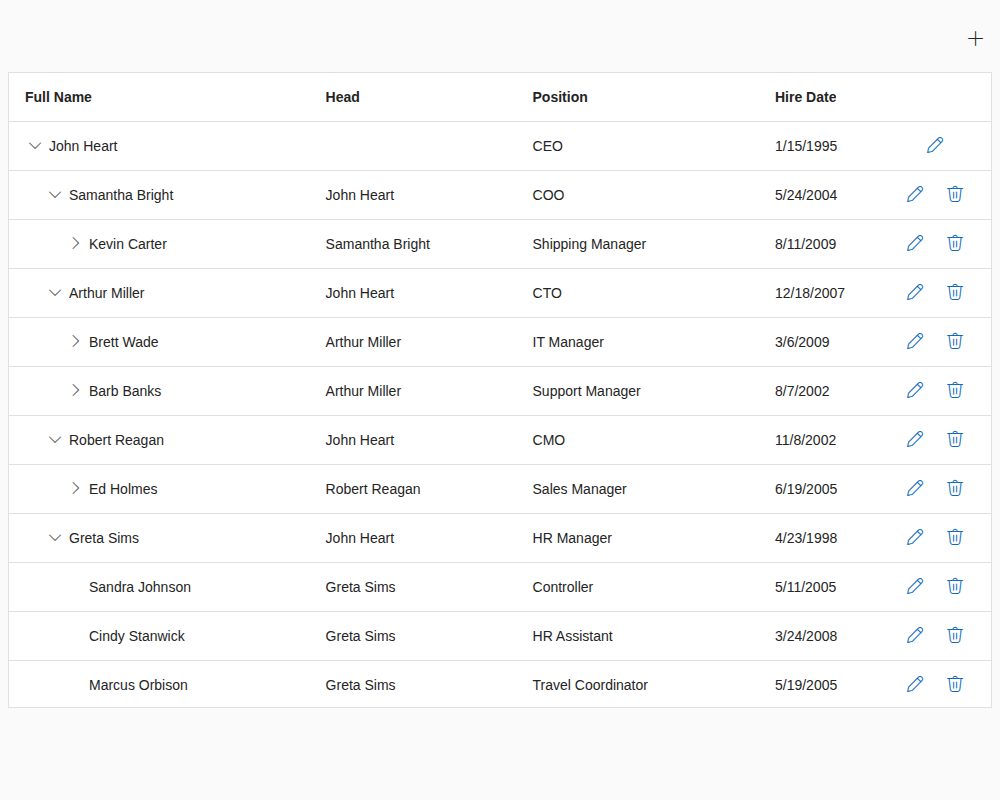 Full Name Head Position Hire Date
John Heart CEO 1/15/1995
Samantha Bright John Heart COO 5/24/2004
Kevin Carter Samantha Bright Shipping Manager 8/11/2009
Arthur Miller John Heart CTO 12/18/2007
Brett Wade Arthur Miller IT Manager 3/6/2009
Barb Banks Arthur Miller Support Manager 8/7/2002
Robert Reagan John Heart CMO 11/8/2002
Ed Holmes Robert Reagan Sales Manager 6/19/2005
Greta Sims John Heart HR Manager 4/23/1998
Sandra Johnson Greta Sims Controller 5/11/2005
Cindy Stanwick Greta Sims HR Assistant 3/24/2008
Marcus Orbison Greta Sims Travel Coordinator 5/19/2005